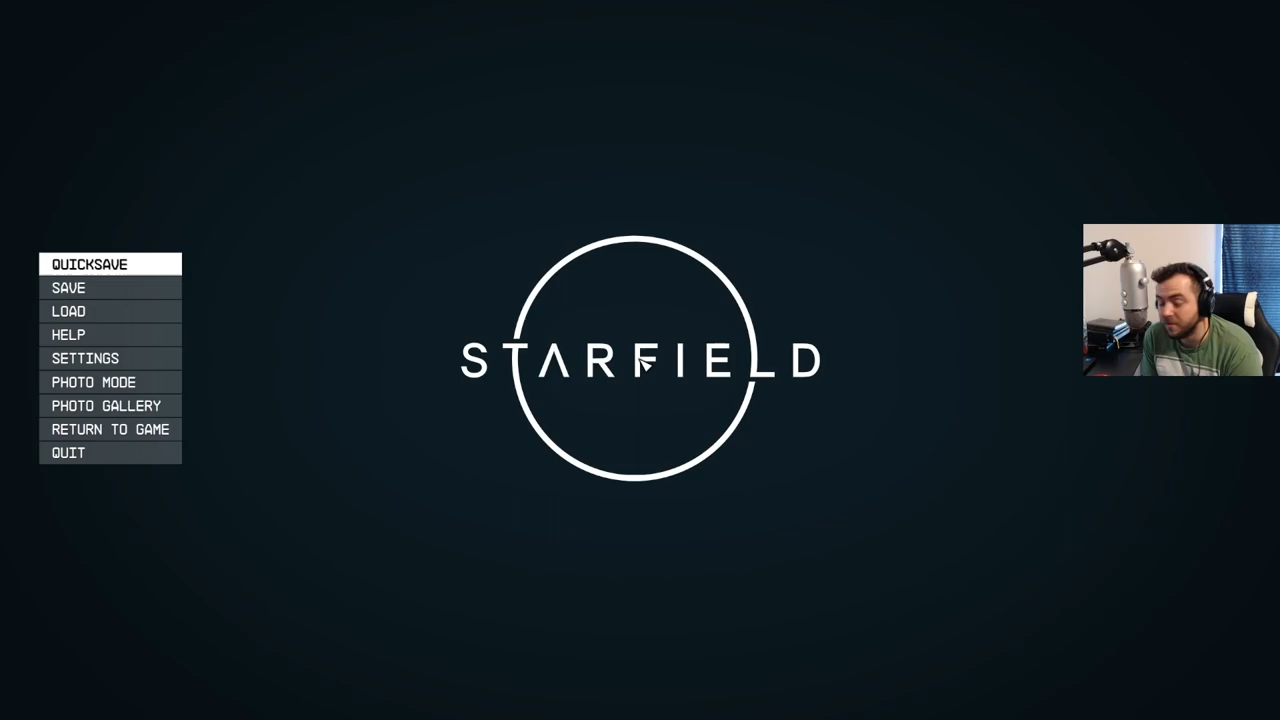 QUICKSAVE
SAVE
LOAD
HELP
SETTINGS
PHOTO MODE
PHOTO GALLERY
RETURN TO GAME
QUIT
STARFIELD